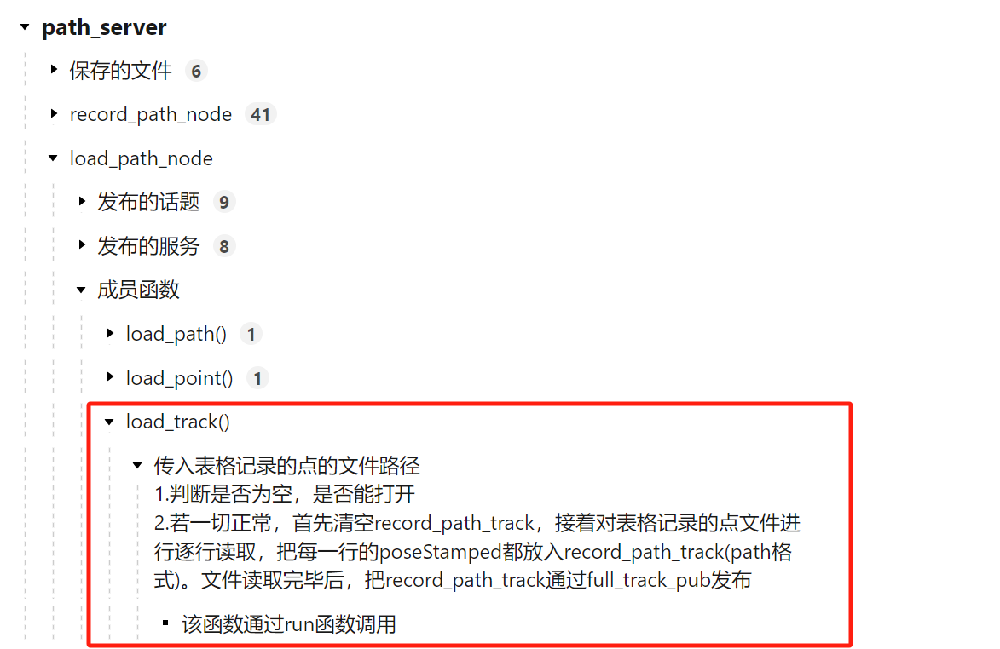 path_server
保存的文件 6
record_path_node 41
load_path_node
发布的话题 9
发布的服务 8
成员函数
load_path() 1
load_point() 1
load_track()
传入表格记录的点的文件路径
1.判断是否为空，是否能打开
2.若一切正常，首先清空record_path_track，接着对表格记录的点文件进
行逐行读取，把每一行的poseStamped都放入record_path_track(path格
式)。文件读取完毕后，把record_path_track通过full_track_pub发布
该函数通过run函数调用